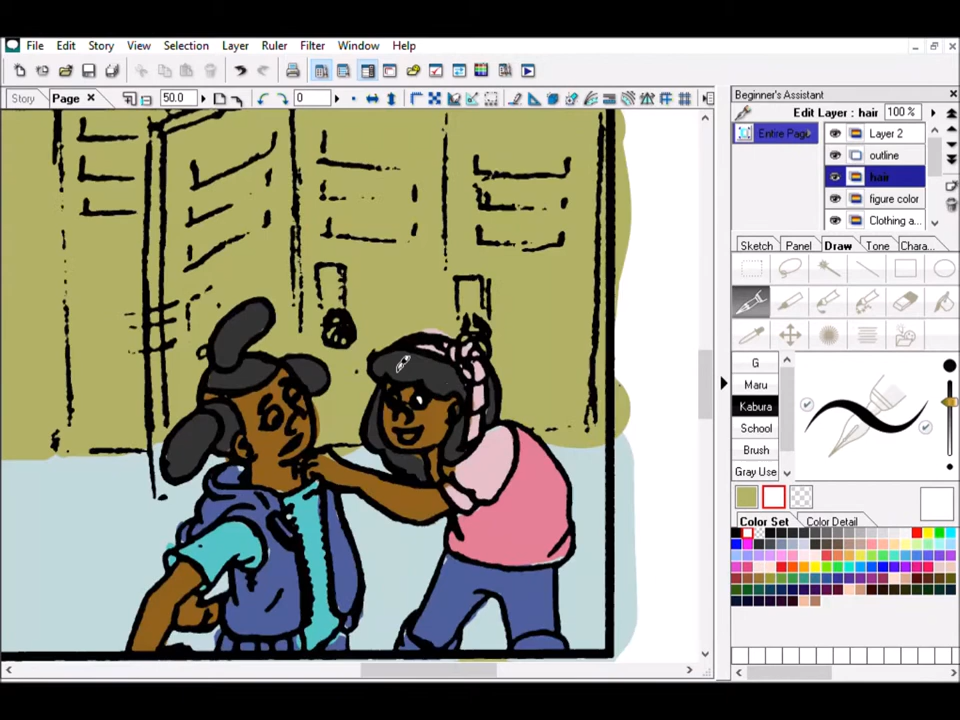 File Edit Story View Selection Layer Ruler Filter Window Help
Story Page 50.0 0
Beginner's Assistant
Edit Layer : hair 100 %
Entire Page
Layer 2
outline
hair
figure color
Clothing a...
Sketch Panel Draw Tone Chara...
G
Maru
Kabura
School
Brush
Gray Use
Color Set Color Detail